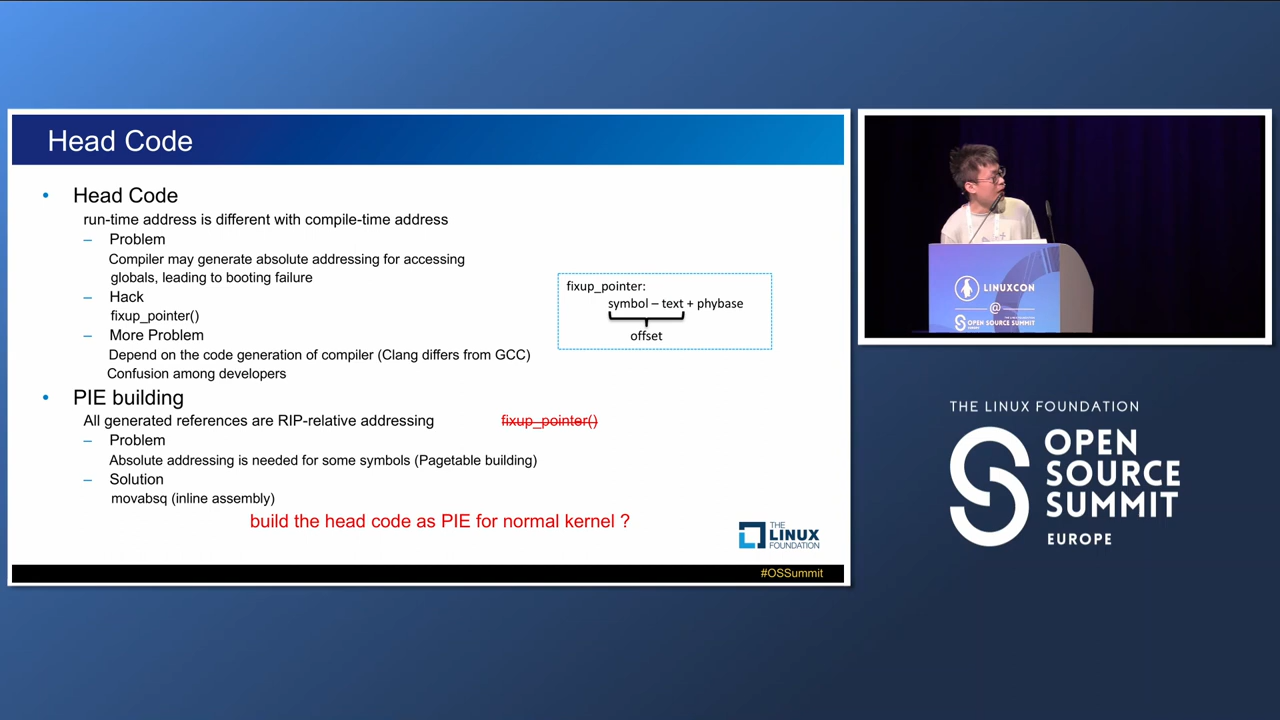 Head Code
• Head Code
run-time address is different with compile-time address
– Problem
Compiler may generate absolute addressing for accessing
globals, leading to booting failure
– Hack
fixup_pointer()
– More Problem
Depend on the code generation of compiler (Clang differs from GCC)
Confusion among developers
fixup_pointer:
symbol – text + phybase
offset
• PIE building
All generated references are RIP-relative addressing
fixup_pointer()
– Problem
Absolute addressing is needed for some symbols (Pagetable building)
– Solution
movabsq (inline assembly)
build the head code as PIE for normal kernel ?
THE
LINUX
FOUNDATION
#OSSummit
LINUXCON
@
OPEN SOURCE SUMMIT
THE LINUX FOUNDATION
OPEN
SOURCE
SUMMIT
EUROPE